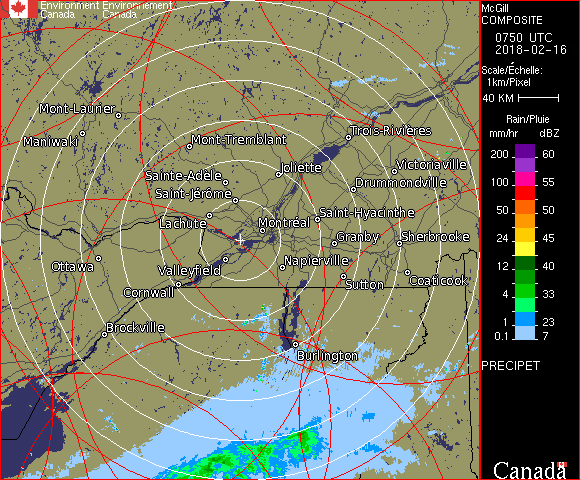 Environment Environnement
Canada Canada
McGill
COMPOSITE
0750 UTC
2018-02-16
Scale/Échelle:
1km/Pixel
40 KM
Rain/Pluie
mm/hr dBZ
200 60
100 55
50 50
24 45
12 40
4 33
1 23
0.1 7
PRECIPET
Canada
Mont-Laurier
Maniwaki
Mont-Tremblant
Trois-Rivières
Joliette
Victoriaville
Sainte-Adèle
Drummondville
Saint-Jérôme
Saint-Hyacinthe
Lachute
Montréal
Granby
Sherbrooke
Ottawa
Valleyfield
Napierville
Cornwall
Sutton
Coaticook
Brockville
Burlington